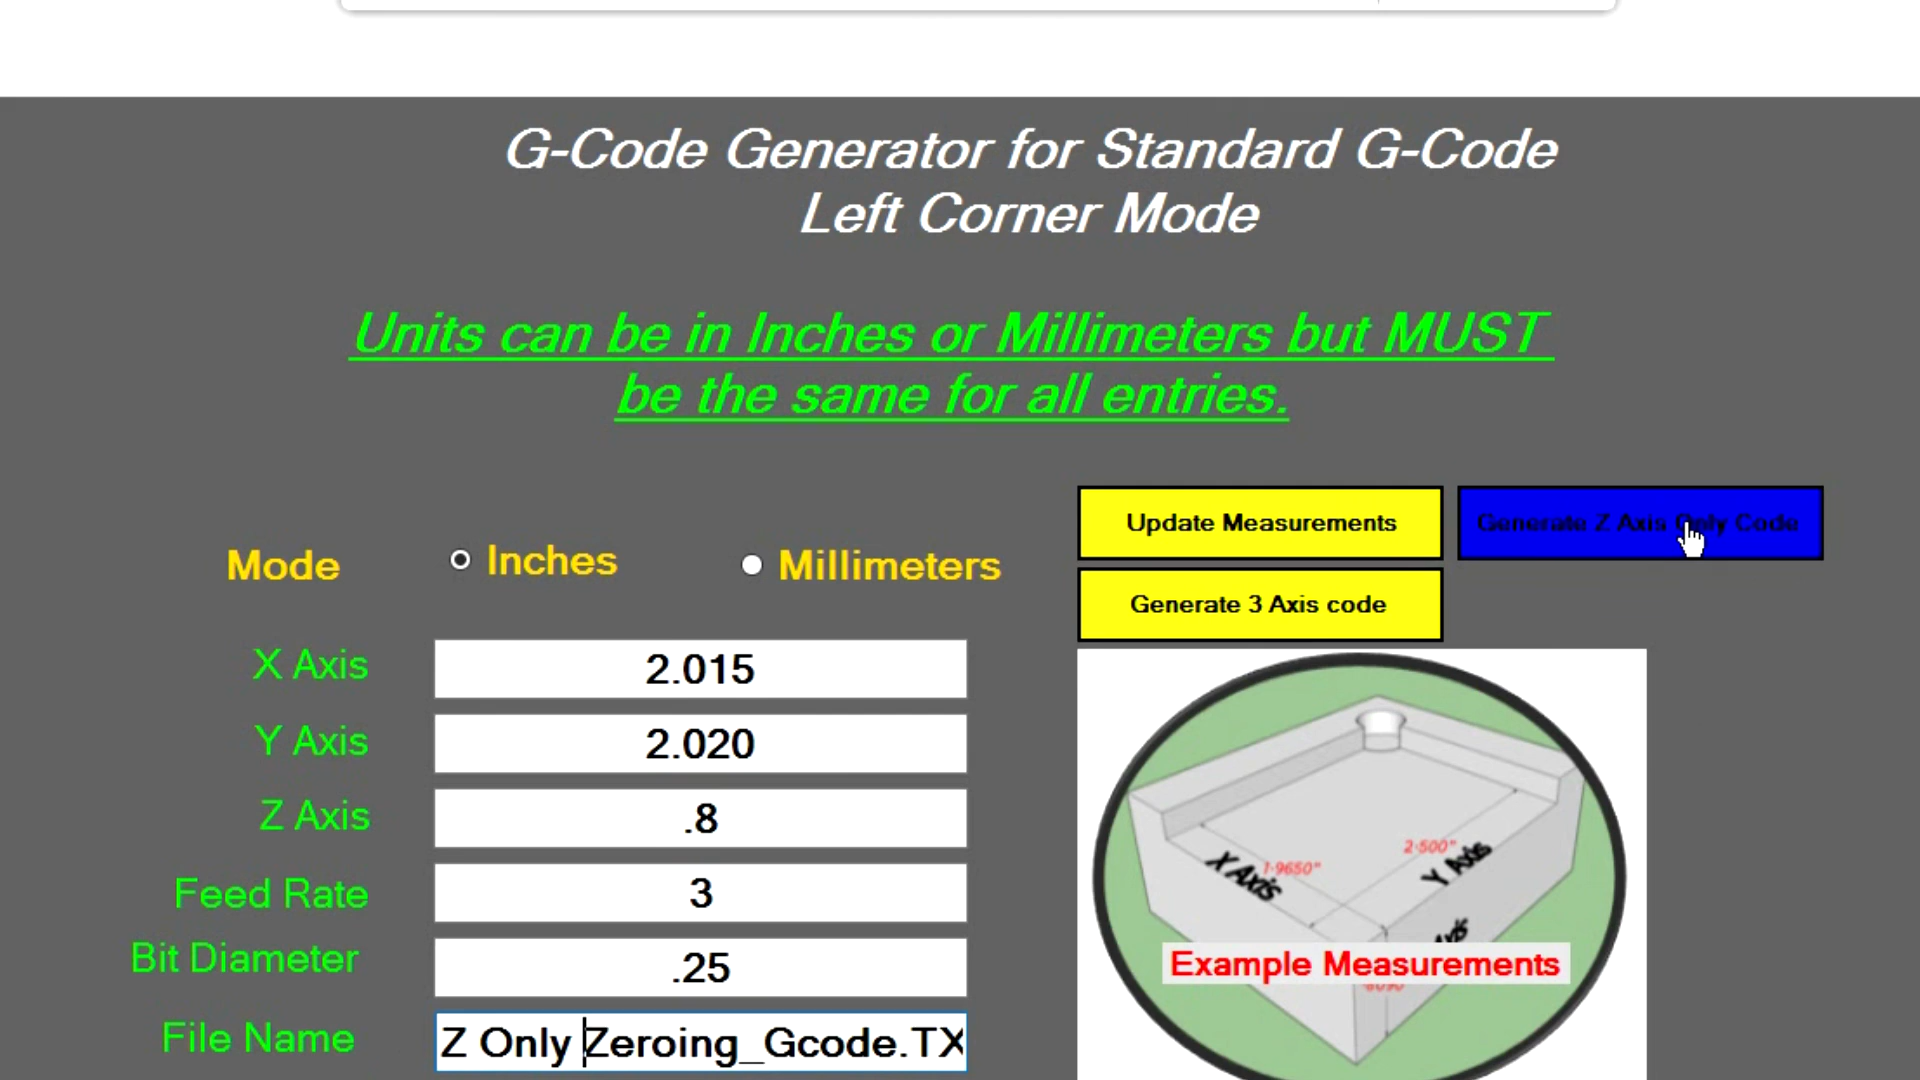 G-Code Generator for Standard G-Code
Left Corner Mode
Units can be in Inches or Millimeters but MUST
be the same for all entries.
Update Measurements
Generate Z Axis Only Code
Mode
Inches
Millimeters
Generate 3 Axis code
X Axis
2.015
Y Axis
2.020
Z Axis
.8
Feed Rate
3
Bit Diameter
.25
File Name
Z Only Zeroing_Gcode.TX
X Axis
1.9650"
2.500"
Y Axis
Example Measurements